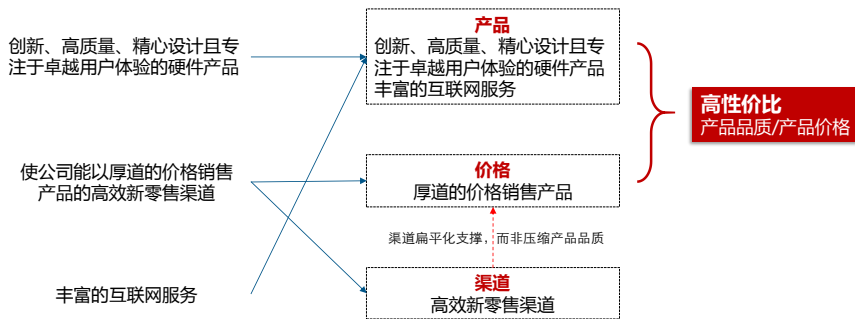 创新、高质量、精心设计且专
注于卓越用户体验的硬件产品
使公司能以厚道的价格销售
产品的高效新零售渠道
丰富的互联网服务
产品
创新、高质量、精心设计且专
注于卓越用户体验的硬件产品
丰富的互联网服务
价格
厚道的价格销售产品
渠道扁平化支撑，而非压缩产品品质
渠道
高效新零售渠道
高性价比
产品品质/产品价格